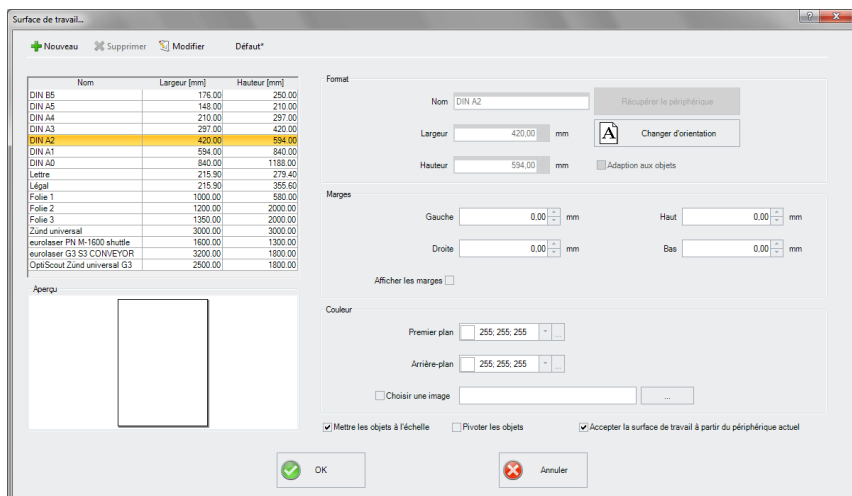 Surface de travail...
Nouveau Supprimer Modifier Défaut*
Nom Largeur [mm] Hauteur [mm]
DIN B5 176.00 250.00
DIN A5 148.00 210.00
DIN A4 210.00 297.00
DIN A3 297.00 420.00
DIN A2 420.00 594.00
DIN A1 594.00 840.00
DIN A0 840.00 1188.00
Lettre 215.90 279.40
Légal 215.90 355.60
Folie 1 1000.00 580.00
Folie 2 1200.00 2000.00
Folie 3 1350.00 2000.00
Zünd universal 3000.00 3000.00
eurolaser PN M-1600 shuttle 1600.00 1300.00
eurolaser G3 S3 CONVEYOR 3200.00 1800.00
OptiScout Zünd universal G3 2500.00 1800.00
Aperçu
Format
Nom DIN A2 Récupérer le périphérique
Largeur 420,00 mm A Changer d'orientation
Hauteur 594,00 mm Adaption aux objets
Marges
Gauche 0,00 mm Haut 0,00 mm
Droite 0,00 mm Bas 0,00 mm
Afficher les marges
Couleur
Premier plan 255; 255; 255 ...
Arrière-plan 255; 255; 255 ...
Choisir une image ...
Mettre les objets à l'échelle Pivoter les objets Accepter la surface de travail à partir du périphérique actuel
OK Annuler